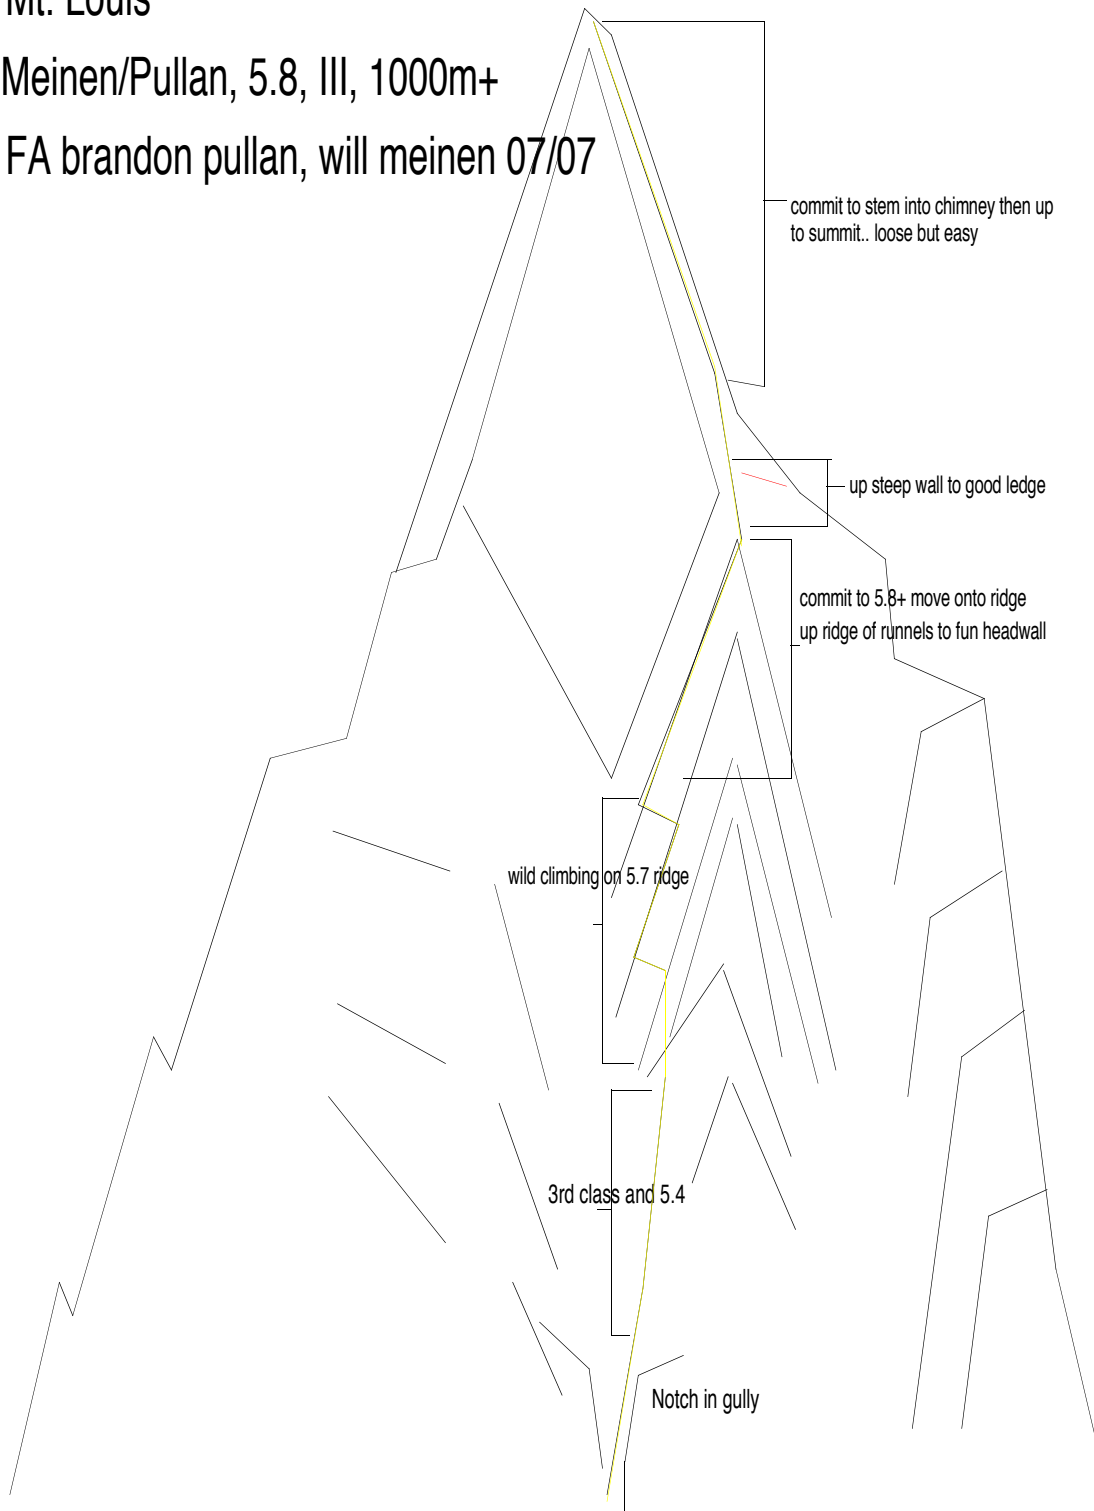 Mt. Louis
Meinen/Pullan, 5.8, III, 1000m+
FA brandon pullan, will meinen 07/07
commit to stem into chimney then up
to summit.. loose but easy
up steep wall to good ledge
commit to 5.8+ move onto ridge
up ridge of runnels to fun headwall
wild climbing on 5.7 ridge
3rd class and 5.4
Notch in gully